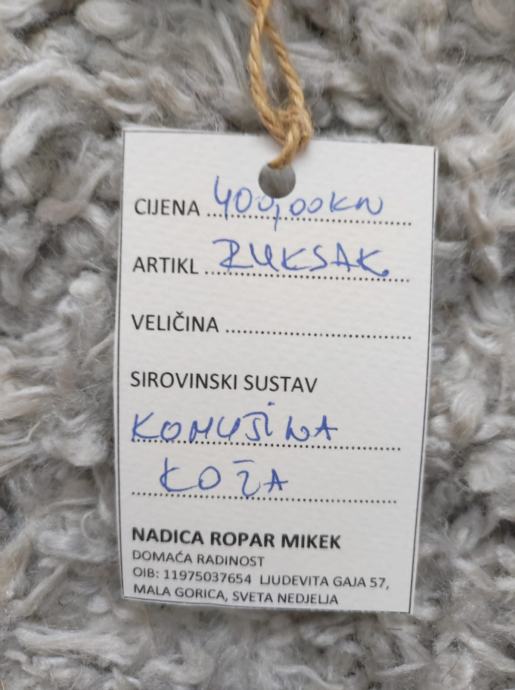 CIJENA 400,00KN
ARTIKL RUKSAK
VELIČINA
SIROVINSKI SUSTAV
KOMUŠINA
KOŽA
NADICA ROPAR MIKEK
DOMAĆA RADINOST
OIB: 11975037654 LJUDEVITA GAJA 57,
MALA GORICA, SVETA NEDJELJA